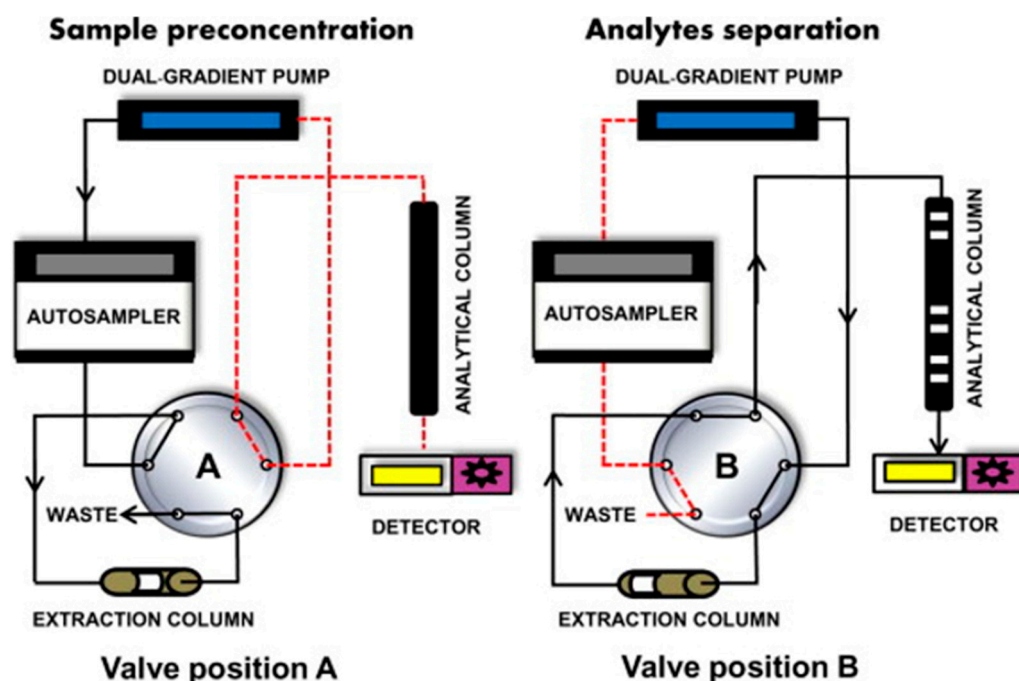 Sample preconcentration
DUAL-GRADIENT PUMP
AUTOSAMPLER
ANALYTICAL COLUMN
A
WASTE
DETECTOR
EXTRACTION COLUMN
Valve position A
Analytes separation
DUAL-GRADIENT PUMP
AUTOSAMPLER
ANALYTICAL COLUMN
B
WASTE
DETECTOR
EXTRACTION COLUMN
Valve position B